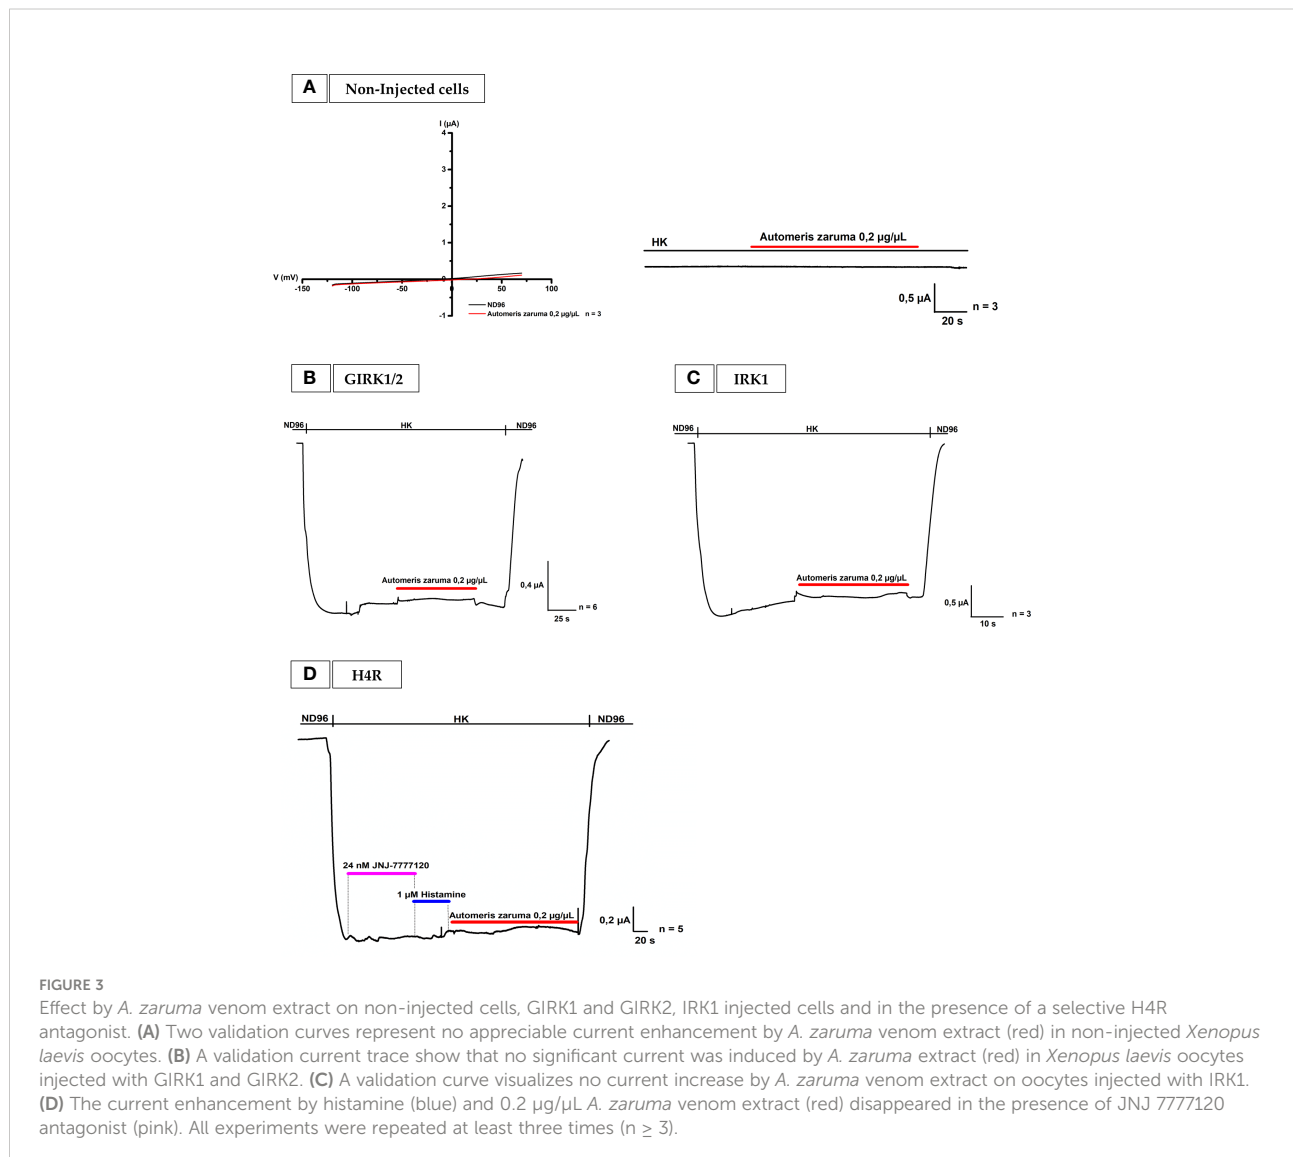 A Non-Injected cells
I (µA)
4
3
2
1
0
-1
V (mV)
-150 -100 -50 0 50 100
ND96
Automeris zaruma 0,2 µg/µL n = 3
HK
Automeris zaruma 0,2 µg/µL
0,5 µA
20 s
n = 3
B GIRK1/2
ND96 HK ND96
Automeris zaruma 0,2 µg/µL
0,4 µA
25 s
n = 6
C IRK1
ND96 HK ND96
Automeris zaruma 0,2 µg/µL
0,5 µA
10 s
n = 3
D H4R
ND96 HK ND96
24 nM JNJ-7777120
1 µM Histamine
Automeris zaruma 0,2 µg/µL
0,2 µA
20 s
n = 5
FIGURE 3
Effect by A. zaruma venom extract on non-injected cells, GIRK1 and GIRK2, IRK1 injected cells and in the presence of a selective H4R
antagonist. (A) Two validation curves represent no appreciable current enhancement by A. zaruma venom extract (red) in non-injected Xenopus
laevis oocytes. (B) A validation current trace show that no significant current was induced by A. zaruma extract (red) in Xenopus laevis oocytes
injected with GIRK1 and GIRK2. (C) A validation curve visualizes no current increase by A. zaruma venom extract on oocytes injected with IRK1.
(D) The current enhancement by histamine (blue) and 0.2 µg/µL A. zaruma venom extract (red) disappeared in the presence of JNJ 7777120
antagonist (pink). All experiments were repeated at least three times (n ≥ 3).